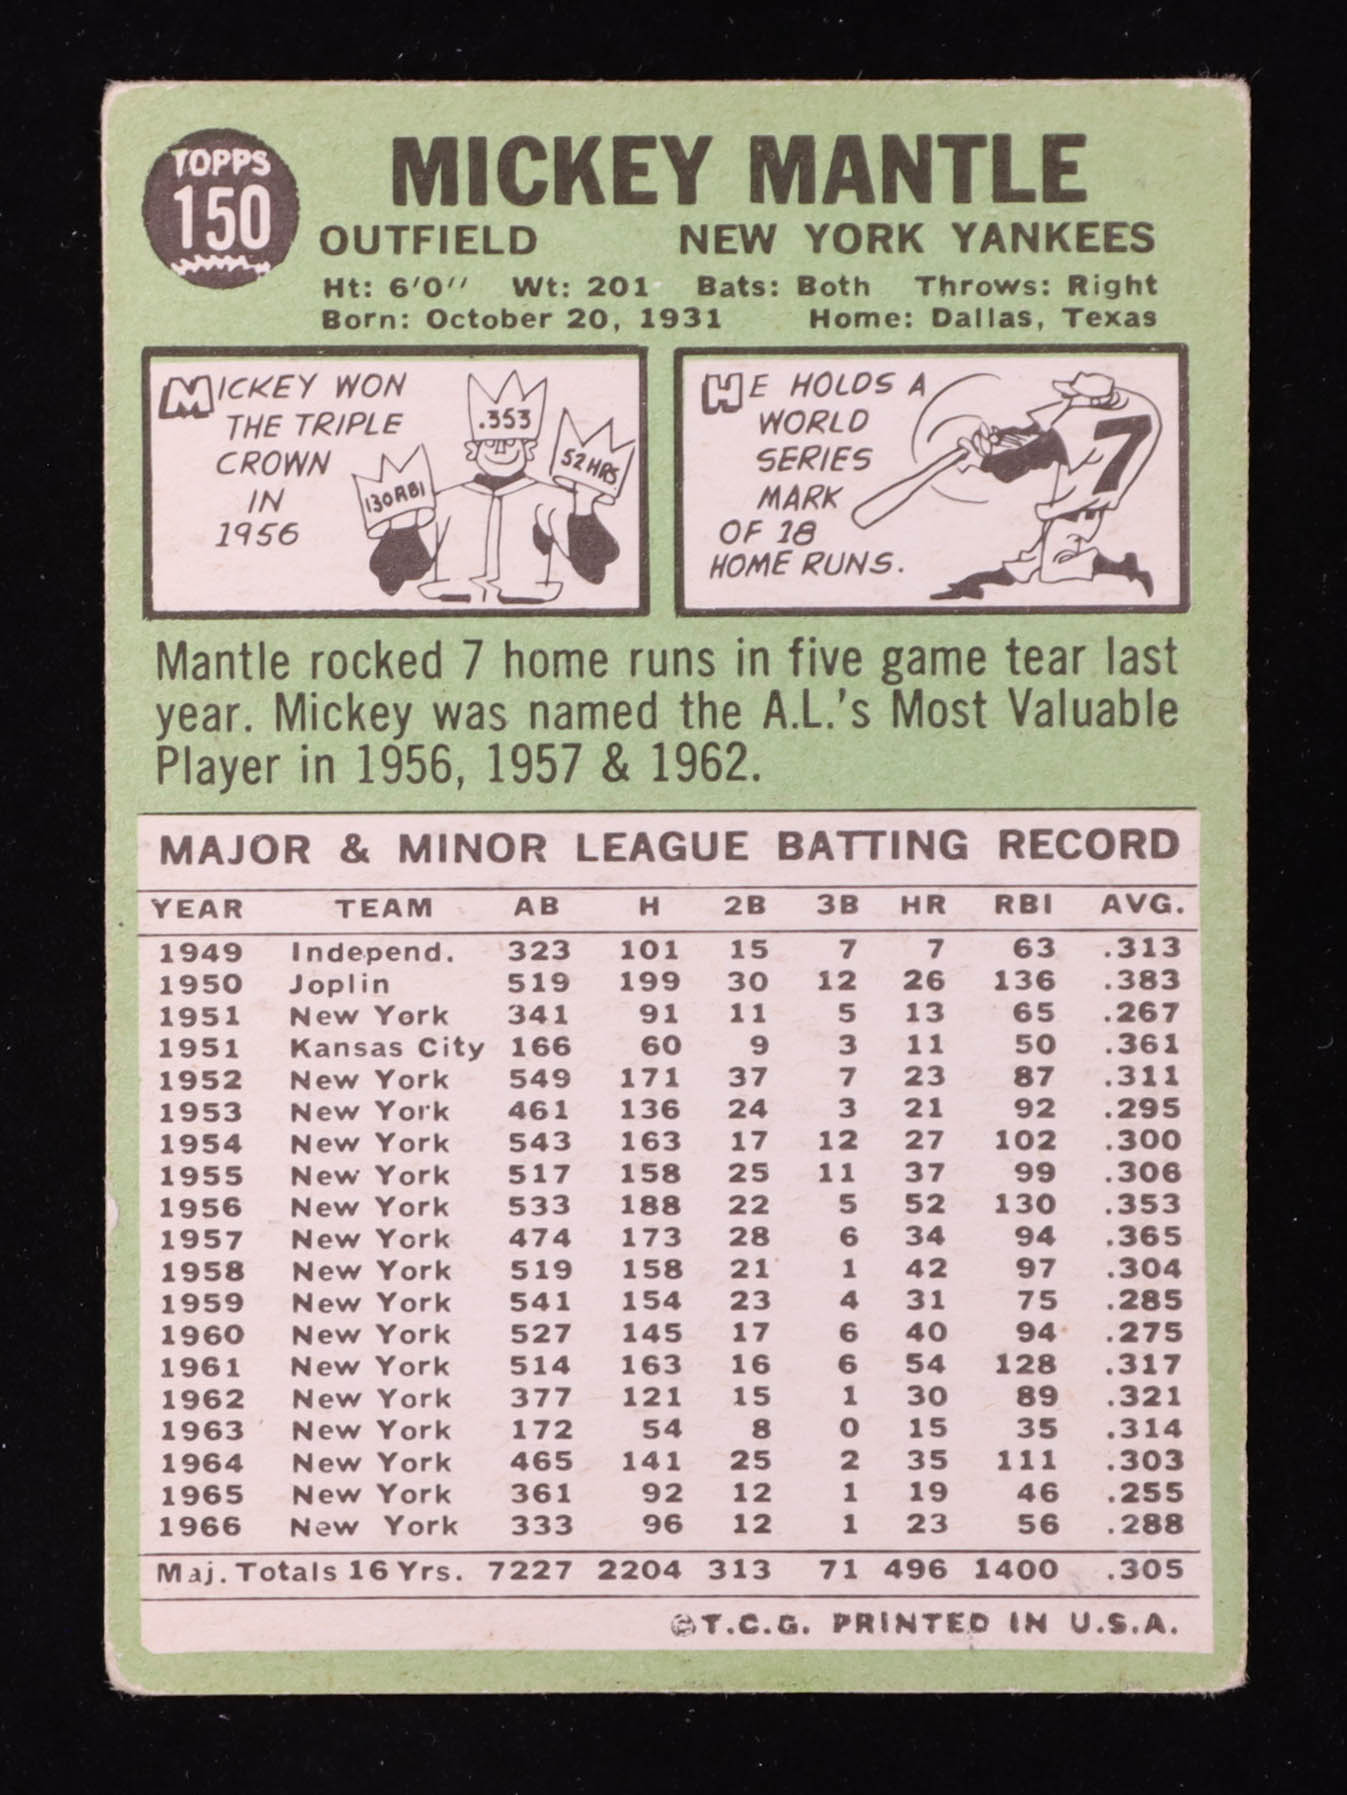 TOPPS
150
MICKEY MANTLE
OUTFIELD NEW YORK YANKEES
Ht: 6'0'' Wt: 201 Bats: Both Throws: Right
Born: October 20, 1931 Home: Dallas, Texas
MICKEY WON
THE TRIPLE
CROWN
IN
1956
.353
130 RBI
52 HRS
HE HOLDS A
WORLD
SERIES
MARK
OF 18
HOME RUNS.
7
Mantle rocked 7 home runs in five game tear last
year. Mickey was named the A.L.'s Most Valuable
Player in 1956, 1957 & 1962.
MAJOR & MINOR LEAGUE BATTING RECORD
YEAR TEAM AB H 2B 3B HR RBI AVG.
1949 Independ. 323 101 15 7 7 63 .313
1950 Joplin 519 199 30 12 26 136 .383
1951 New York 341 91 11 5 13 65 .267
1951 Kansas City 166 60 9 3 11 50 .361
1952 New York 549 171 37 7 23 87 .311
1953 New York 461 136 24 3 21 92 .295
1954 New York 543 163 17 12 27 102 .300
1955 New York 517 158 25 11 37 99 .306
1956 New York 533 188 22 5 52 130 .353
1957 New York 474 173 28 6 34 94 .365
1958 New York 519 158 21 1 42 97 .304
1959 New York 541 154 23 4 31 75 .285
1960 New York 527 145 17 6 40 94 .275
1961 New York 514 163 16 6 54 128 .317
1962 New York 377 121 15 1 30 89 .321
1963 New York 172 54 8 0 15 35 .314
1964 New York 465 141 25 2 35 111 .303
1965 New York 361 92 12 1 19 46 .255
1966 New York 333 96 12 1 23 56 .288
Maj. Totals 16 Yrs. 7227 2204 313 71 496 1400 .305
©T.C.G. PRINTED IN U.S.A.